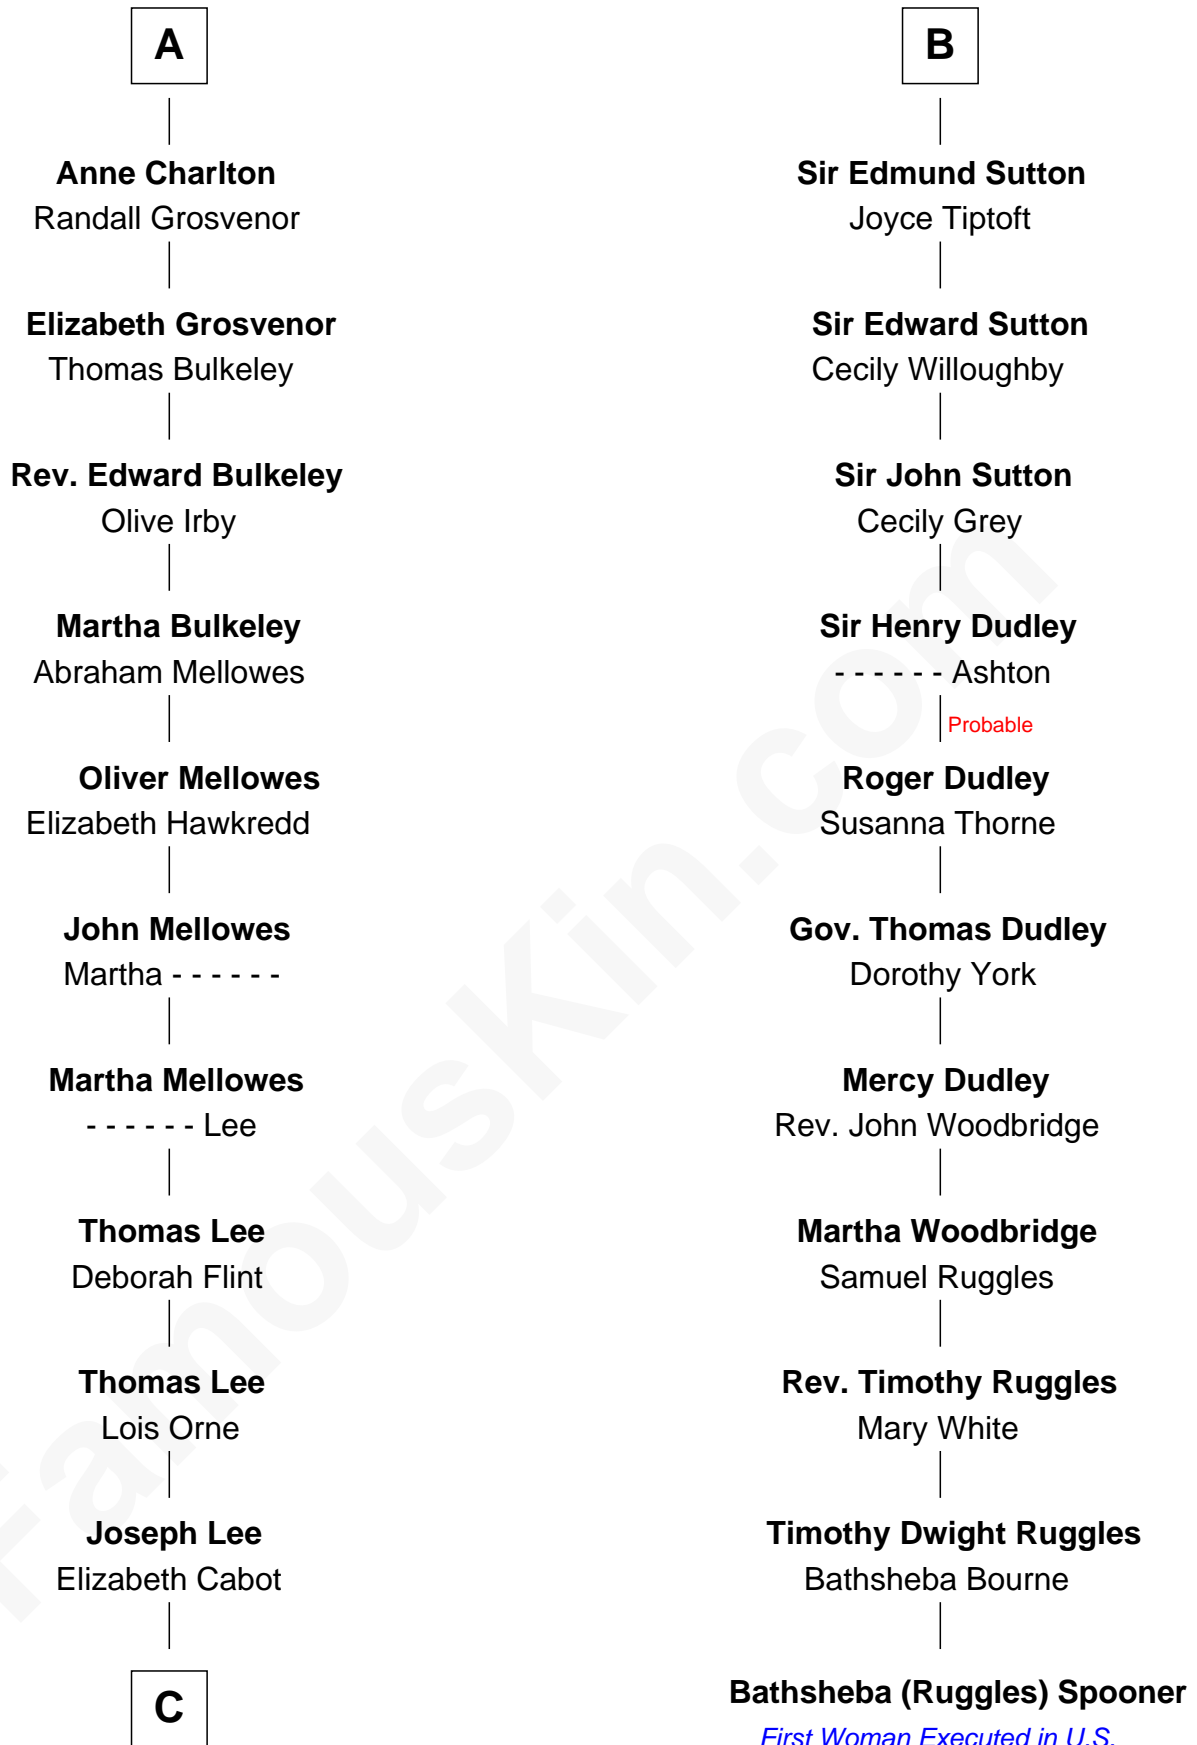 A
Anne Charlton
Randall Grosvenor
Elizabeth Grosvenor
Thomas Bulkeley
Rev. Edward Bulkeley
Olive Irby
Martha Bulkeley
Abraham Mellowes
Oliver Mellowes
Elizabeth Hawkredd
John Mellowes
Martha - - - - - -
Martha Mellowes
- - - - - - Lee
Thomas Lee
Deborah Flint
Thomas Lee
Lois Orne
Joseph Lee
Elizabeth Cabot
C
B
Sir Edmund Sutton
Joyce Tiptoft
Sir Edward Sutton
Cecily Willoughby
Sir John Sutton
Cecily Grey
Sir Henry Dudley
- - - - - - Ashton
Probable
Roger Dudley
Susanna Thorne
Gov. Thomas Dudley
Dorothy York
Mercy Dudley
Rev. John Woodbridge
Martha Woodbridge
Samuel Ruggles
Rev. Timothy Ruggles
Mary White
Timothy Dwight Ruggles
Bathsheba Bourne
Bathsheba (Ruggles) Spooner
First Woman Executed in U.S.
FamousKin.com